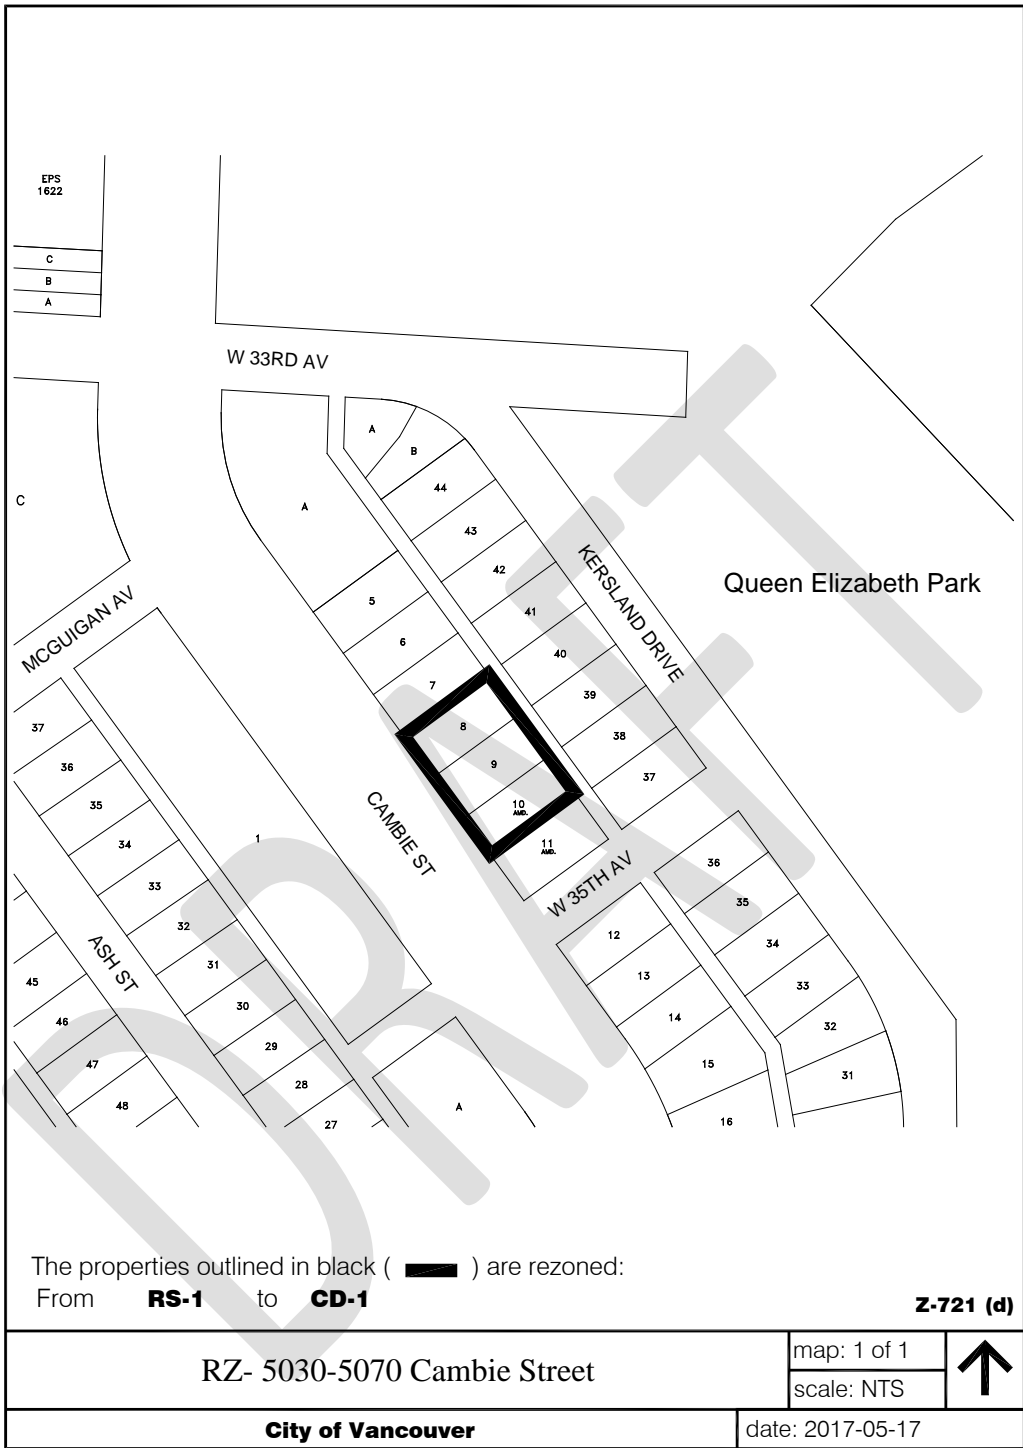 EPS
1622
C
B
A
W 33RD AV
A
B
44
43
42
41
40
39
38
37
C
A
5
6
7
8
9
10
AMD.
11
AMD.
KERSLAND DRIVE
Queen Elizabeth Park
MCGUIGAN AV
CAMBIE ST
W 35TH AV
ASH ST
1
37
36
35
34
33
32
31
30
29
28
27
45
46
47
48
A
12
13
14
15
16
36
35
34
33
32
31
DRAFT
The properties outlined in black ( ) are rezoned:
From RS-1 to CD-1
Z-721 (d)
RZ- 5030-5070 Cambie Street
map: 1 of 1
scale: NTS
City of Vancouver
date: 2017-05-17